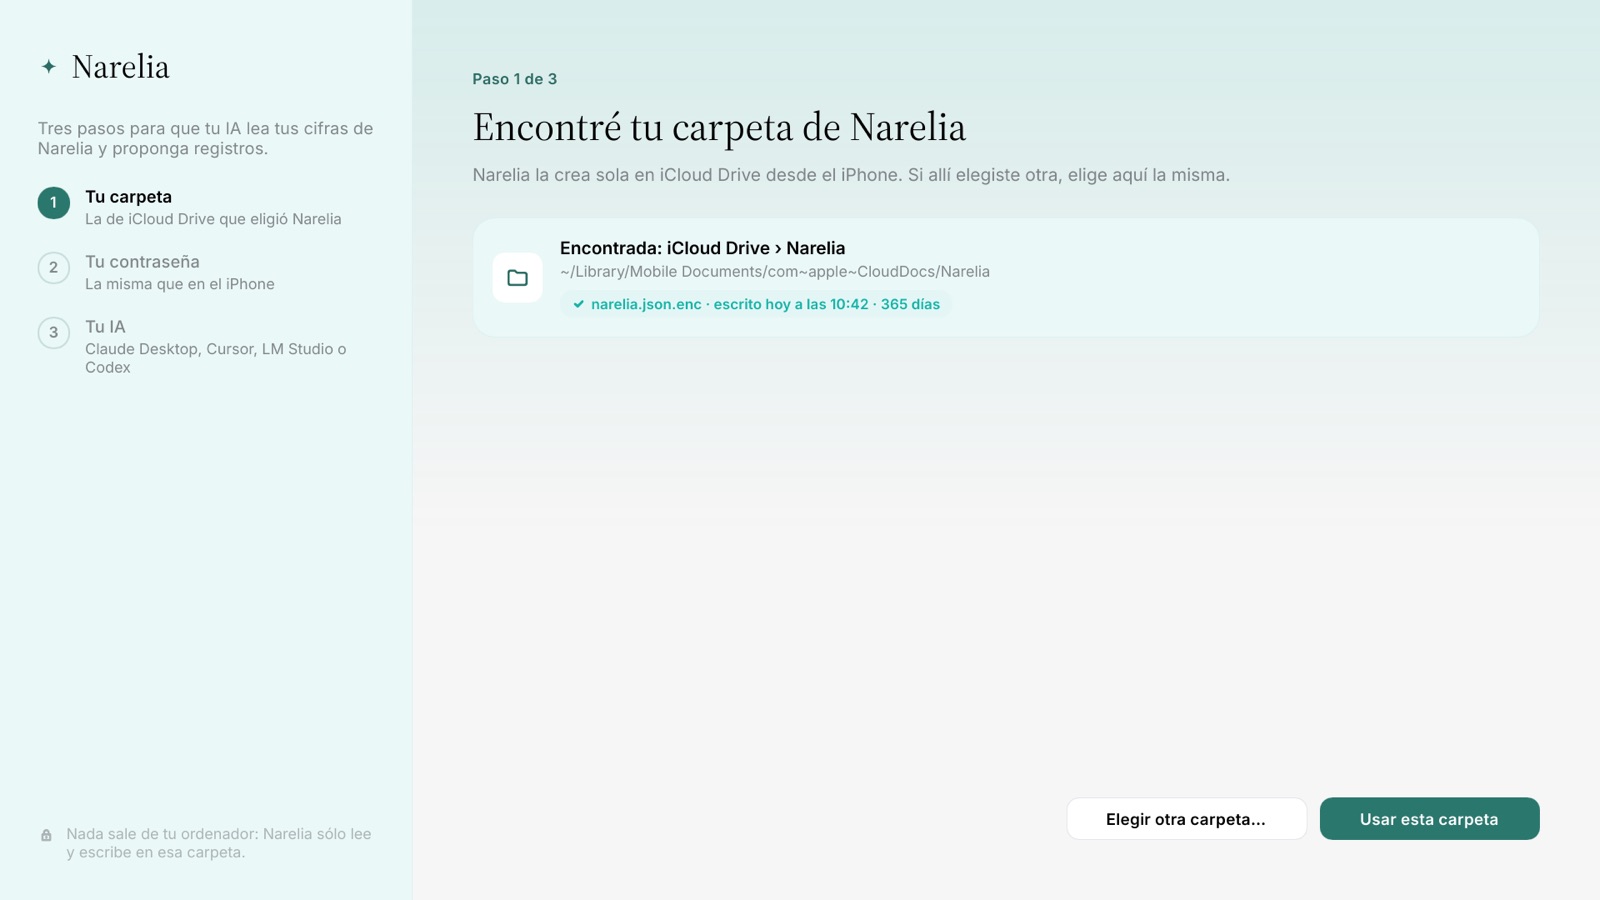 Narelia
Tres pasos para que tu IA lea tus cifras de
Narelia y proponga registros.
1
Tu carpeta
La de iCloud Drive que eligió Narelia
2
Tu contraseña
La misma que en el iPhone
3
Tu IA
Claude Desktop, Cursor, LM Studio o
Codex
Nada sale de tu ordenador: Narelia sólo lee
y escribe en esa carpeta.
Paso 1 de 3
Encontré tu carpeta de Narelia
Narelia la crea sola en iCloud Drive desde el iPhone. Si allí elegiste otra, elige aquí la misma.
Encontrada: iCloud Drive › Narelia
~/Library/Mobile Documents/com~apple~CloudDocs/Narelia
✔ narelia.json.enc · escrito hoy a las 10:42 · 365 días
Elegir otra carpeta...
Usar esta carpeta